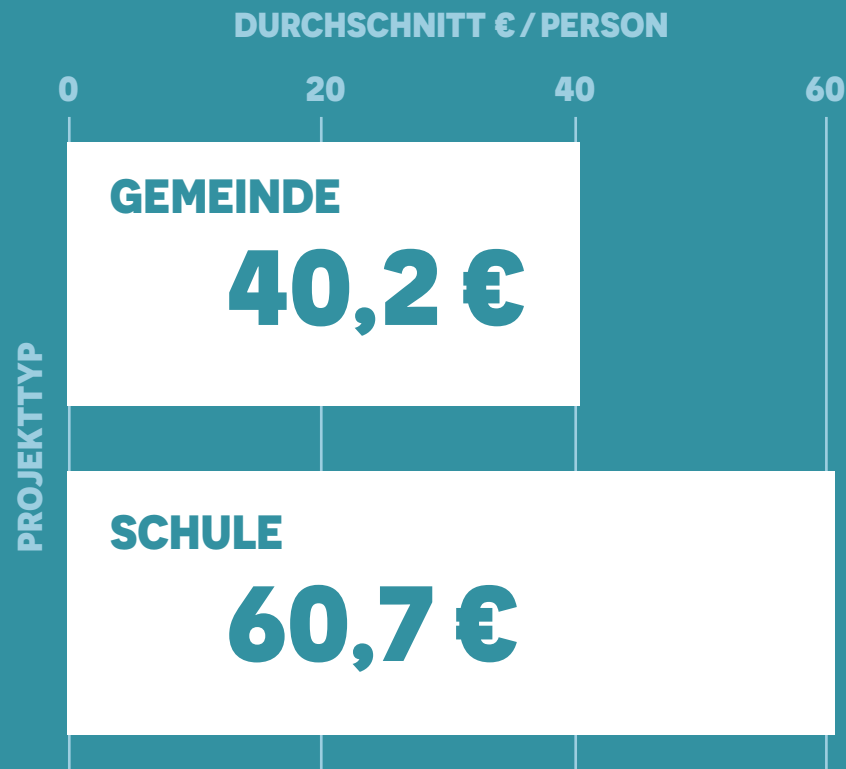 DURCHSCHNITT €/PERSON
0 20 40 60
GEMEINDE
40,2 €
PROJEKTTYP
SCHULE
60,7 €